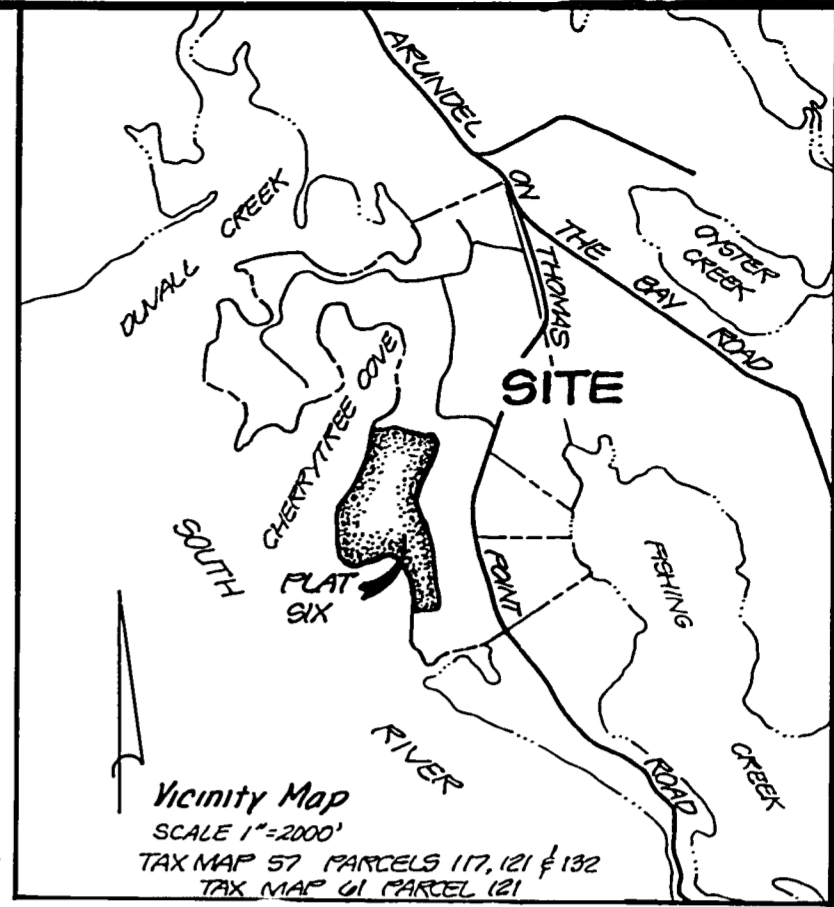 ARUNDEL
ON
THE BAY ROAD
DUVALL CREEK
OYSTER
CREEK
THOMAS
CHERRYTREE COVE
SITE
SOUTH
PLAT
SIX
POINT
FISHING
RIVER
ROAD
CREEK
Vicinity Map
SCALE 1"=2000'
TAX MAP 57 PARCELS 117, 121 & 132
TAX MAP 61 PARCEL 121